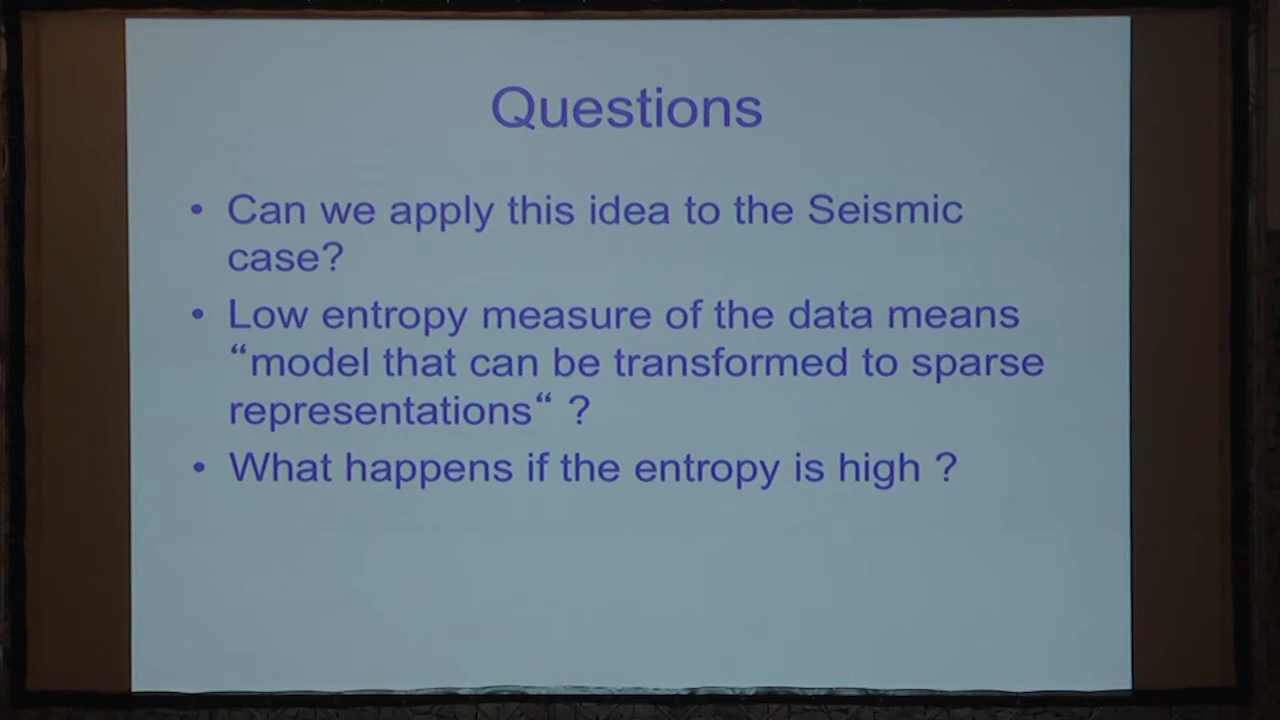 Questions
• Can we apply this idea to the Seismic
case?
• Low entropy measure of the data means
“model that can be transformed to sparse
representations“ ?
• What happens if the entropy is high ?